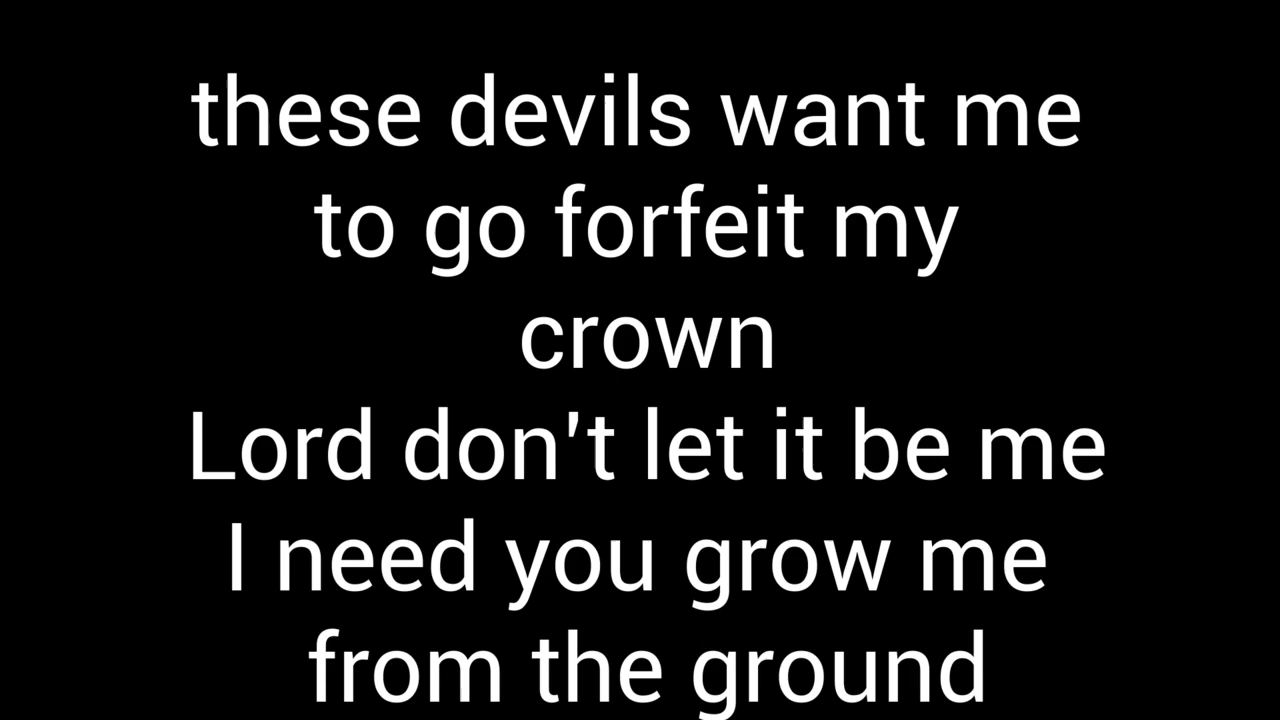 these devils want me
to go forfeit my
crown
Lord don't let it be me
I need you grow me
from the ground